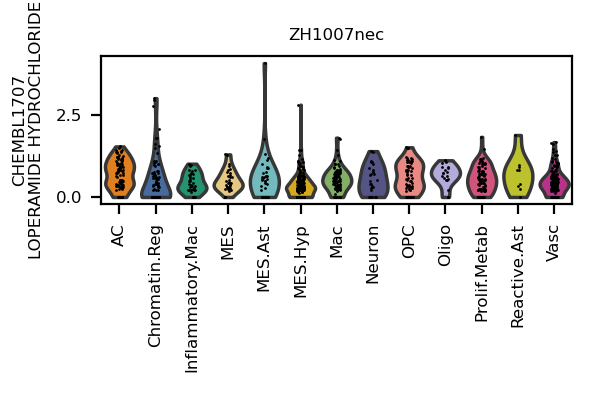 ZH1007nec
CHEMBL1707
LOPERAMIDE HYDROCHLORIDE
2.5
0.0
AC
Chromatin.Reg
Inflammatory.Mac
MES
MES.Ast
MES.Hyp
Mac
Neuron
OPC
Oligo
Prolif.Metab
Reactive.Ast
Vasc